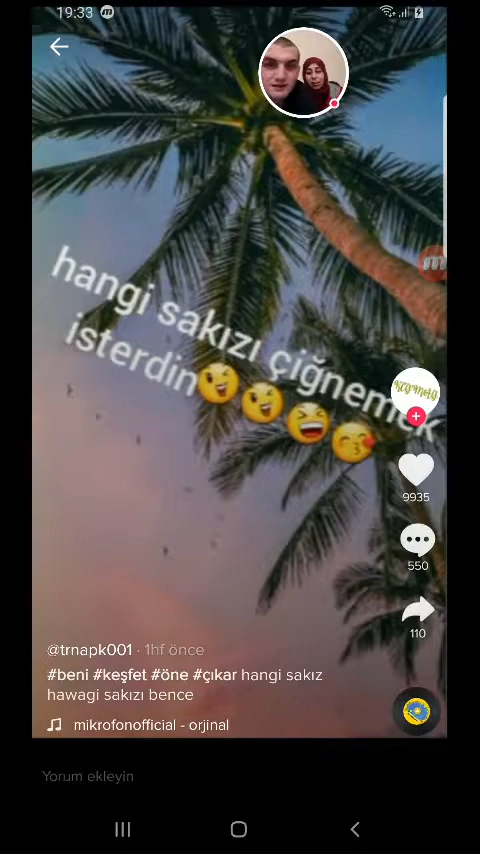 19:33
hangi sakızı çiğnemek
isterdin😉😉😆😙
9935
550
110
@trnapk001 · 1hf önce
#beni #keşfet #öne #çıkar hangi sakız
hawagi sakızı bence
mikrofonofficial - orjinal
Yorum ekleyin